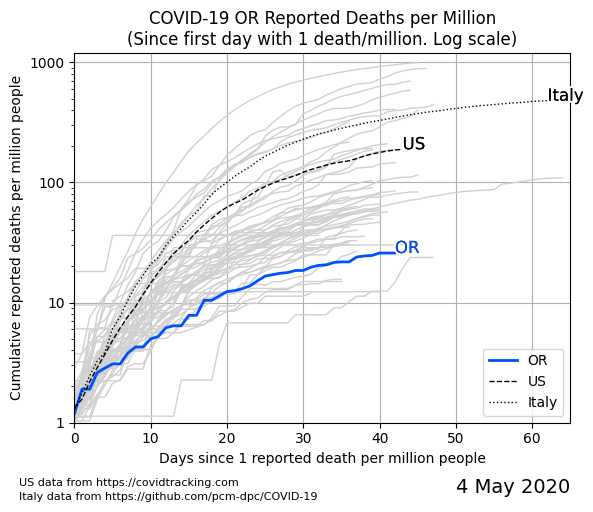 COVID-19 OR Reported Deaths per Million
(Since first day with 1 death/million. Log scale)
Cumulative reported deaths per million people
1000
100
10
1
Italy
US
OR
OR
US
Italy
0 10 20 30 40 50 60
Days since 1 reported death per million people
US data from https://covidtracking.com
Italy data from https://github.com/pcm-dpc/COVID-19
4 May 2020